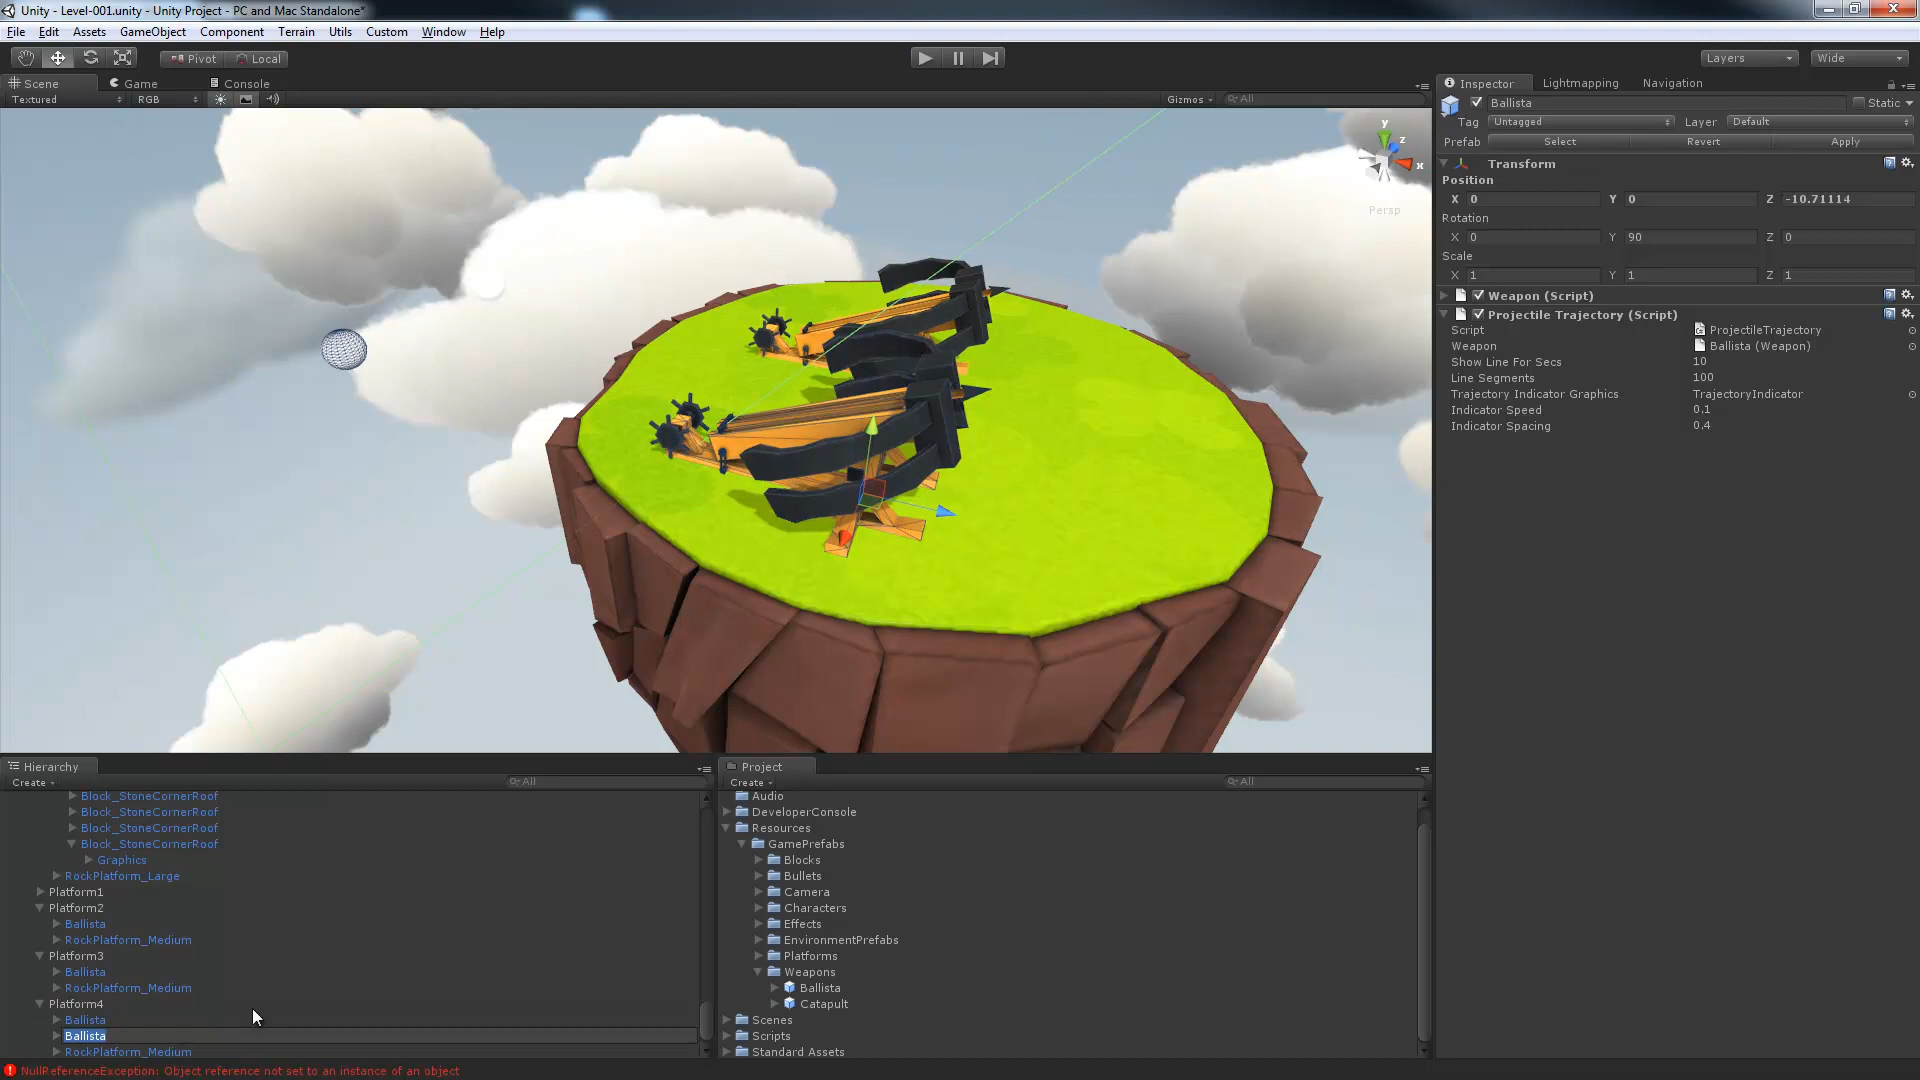 Unity - Level-001.unity - Unity Project - PC and Mac Standalone*
File Edit Assets GameObject Component Terrain Utils Custom Window Help
Pivot Local Layers Wide
Scene Game Console
Textured RGB Gizmos All
y
z
x
Persp
Inspector Lightmapping Navigation
Ballista Static
Tag Untagged Layer Default
Prefab Select Revert Apply
Transform
Position
X 0 Y 0 Z -10.71114
Rotation
X 0 Y 90 Z 0
Scale
X 1 Y 1 Z 1
Weapon (Script)
Projectile Trajectory (Script)
Script ProjectileTrajectory
Weapon Ballista (Weapon)
Show Line For Secs 10
Line Segments 100
Trajectory Indicator Graphics TrajectoryIndicator
Indicator Speed 0.1
Indicator Spacing 0.4
Hierarchy
Create All
Block_StoneCornerRoof
Block_StoneCornerRoof
Block_StoneCornerRoof
Block_StoneCornerRoof
Graphics
RockPlatform_Large
Platform1
Platform2
Ballista
RockPlatform_Medium
Platform3
Ballista
RockPlatform_Medium
Platform4
Ballista
Ballista
RockPlatform_Medium
Project
Create All
Audio
DeveloperConsole
Resources
GamePrefabs
Blocks
Bullets
Camera
Characters
Effects
EnvironmentPrefabs
Platforms
Weapons
Ballista
Catapult
Scenes
Scripts
Standard Assets
NullReferenceException: Object reference not set to an instance of an object